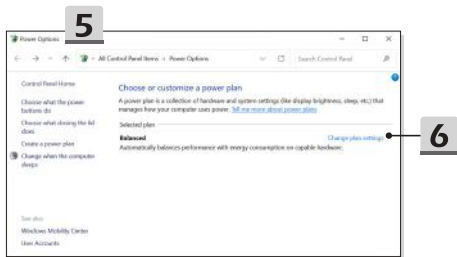 5
Power Options
All Control Panel Items > Power Options
Search Control Panel
Control Panel Home
Choose or customize a power plan
Choose what the power
buttons do
A power plan is a collection of hardware and system settings (like display brightness, sleep, etc.) that
manages how your computer uses power. Tell me more about power plans
Choose what closing the lid
does
Selected plan
Create a power plan
Balanced
Change plan settings
6
Automatically balances performance with energy consumption on capable hardware.
Change when the computer
sleeps
See also
Windows Mobility Center
User Accounts